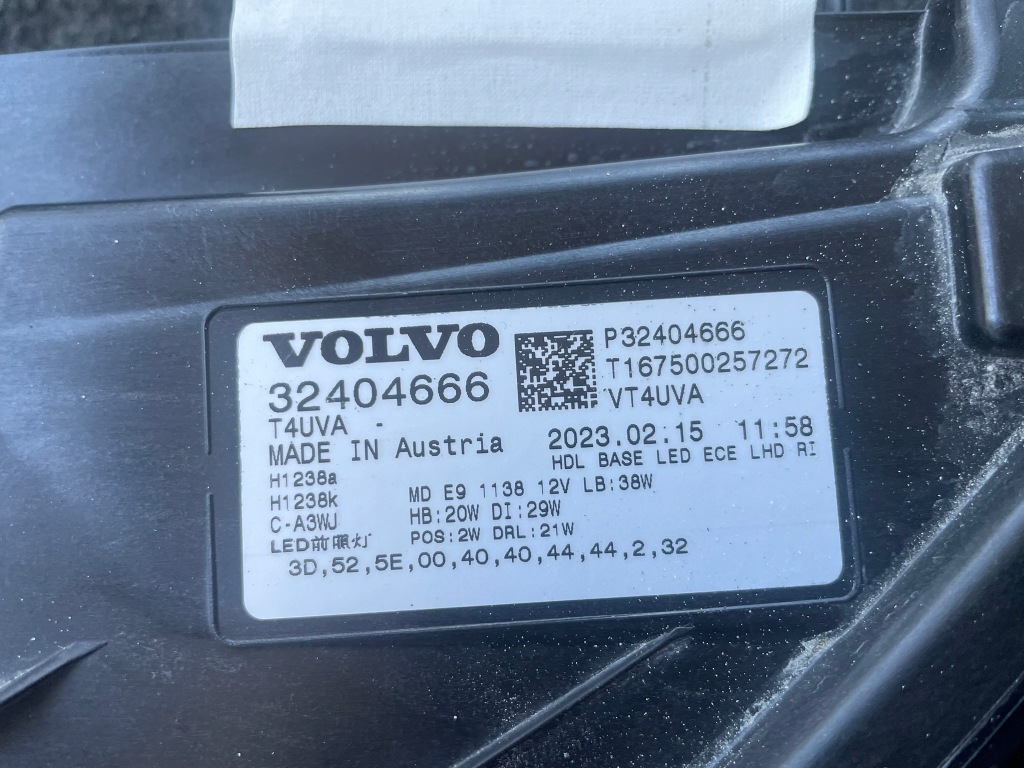 VOLVO
32404666
T4UVA -
MADE IN Austria
H1238a
H1238k
C-A3WJ
LED前照灯
P32404666
T167500257272
VT4UVA
2023.02.15 11:58
HDL BASE LED ECE LHD RI
MD E9 1138 12V LB:38W
HB:20W DI:29W
POS:2W DRL:21W
3D,52,5E,00,40,40,44,44,2,32